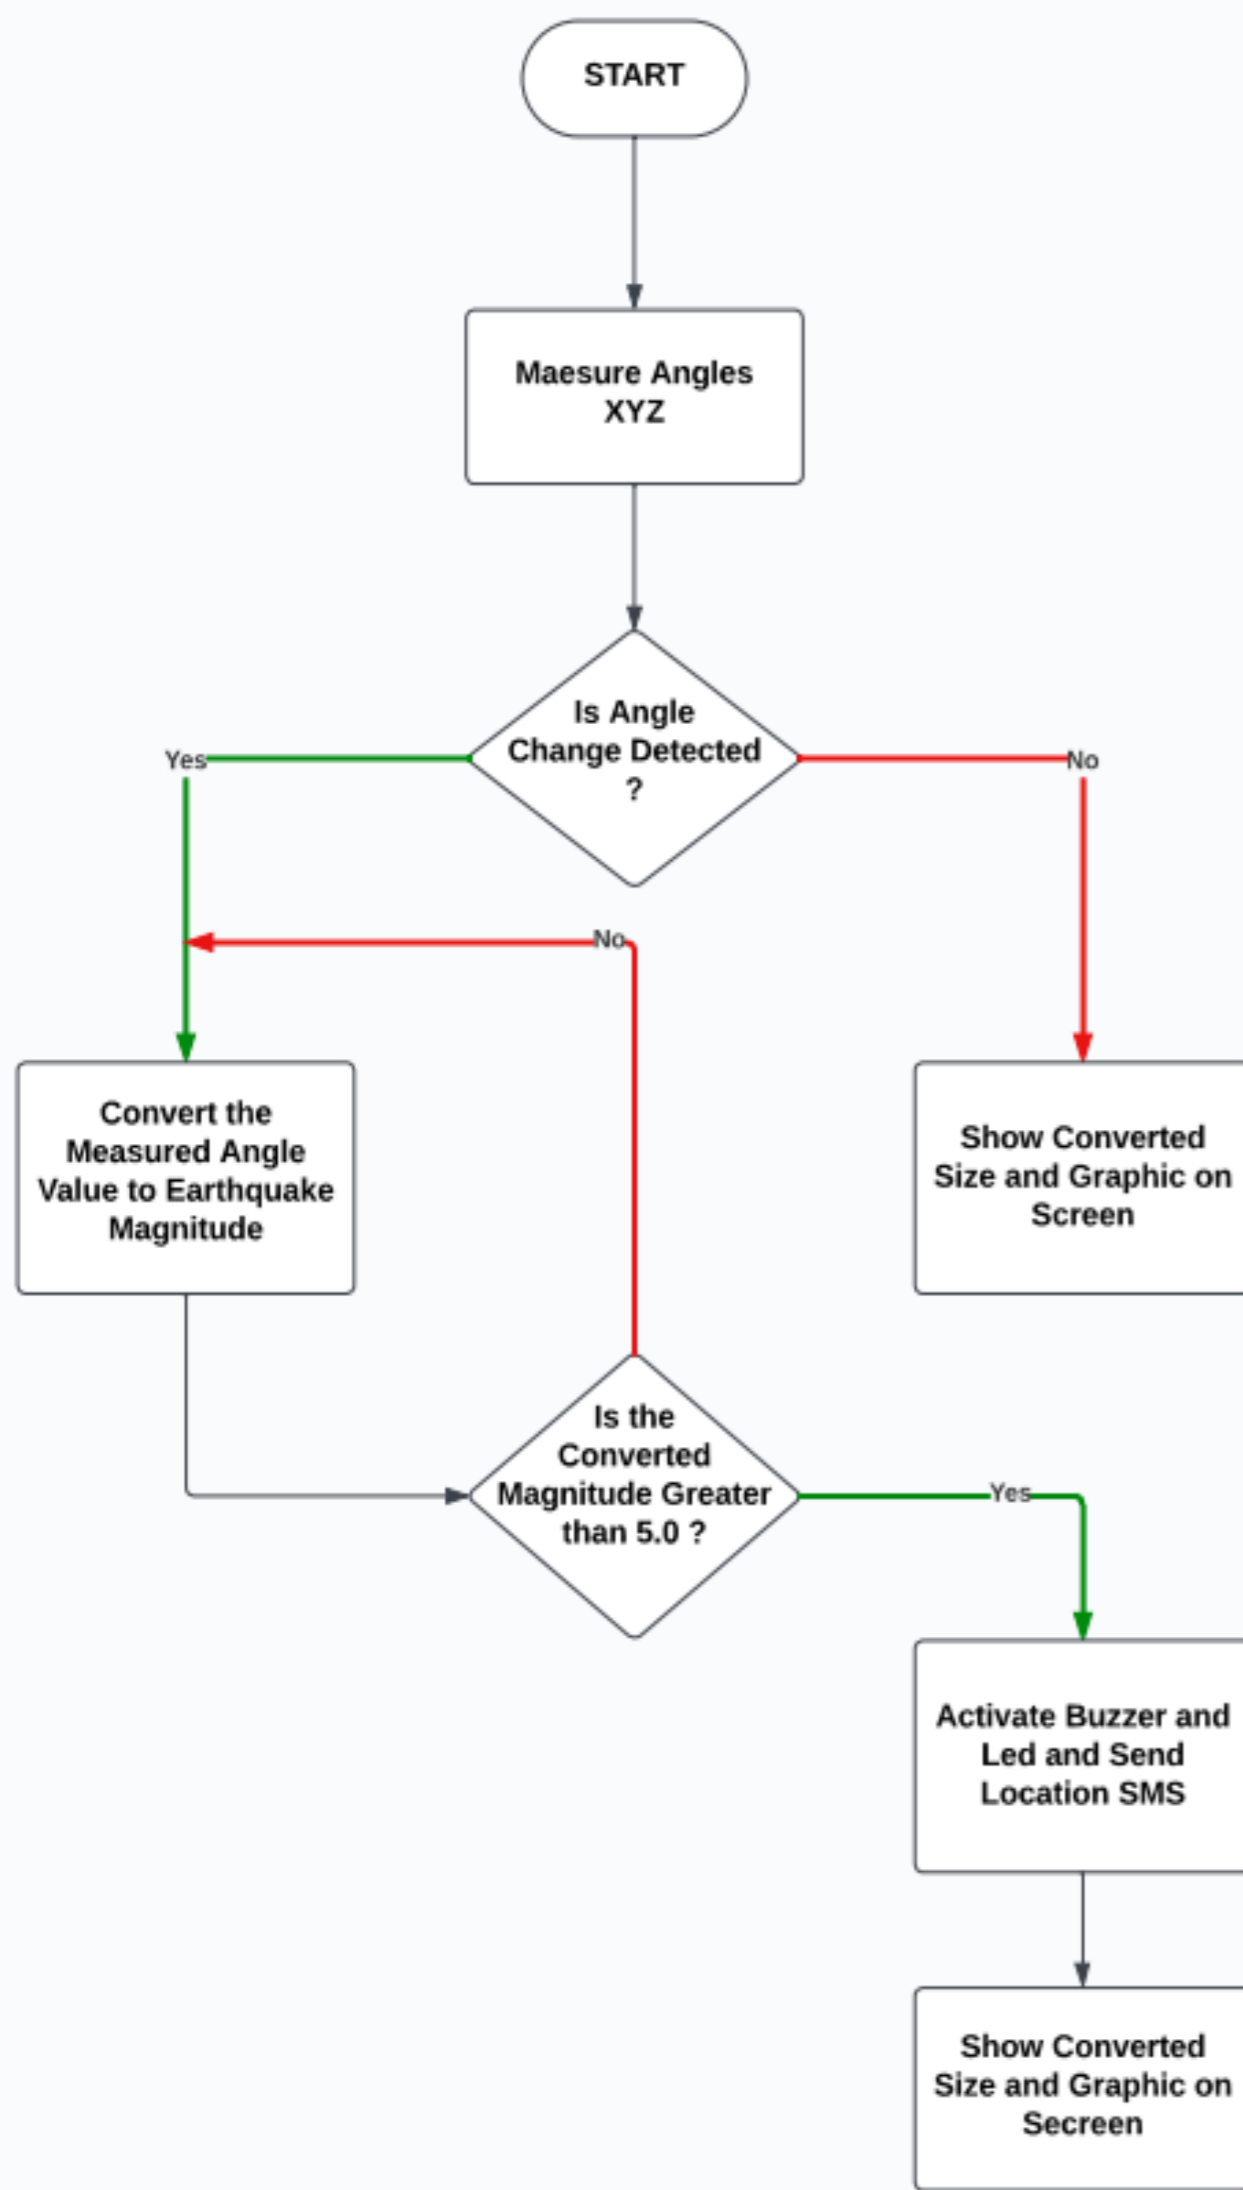 START
Maesure Angles
XYZ
Is Angle
Change Detected
?
Yes
No
No
Convert the
Measured Angle
Value to Earthquake
Magnitude
Show Converted
Size and Graphic on
Screen
Is the
Converted
Magnitude Greater
than 5.0 ?
Yes
Activate Buzzer and
Led and Send
Location SMS
Show Converted
Size and Graphic on
Secreen